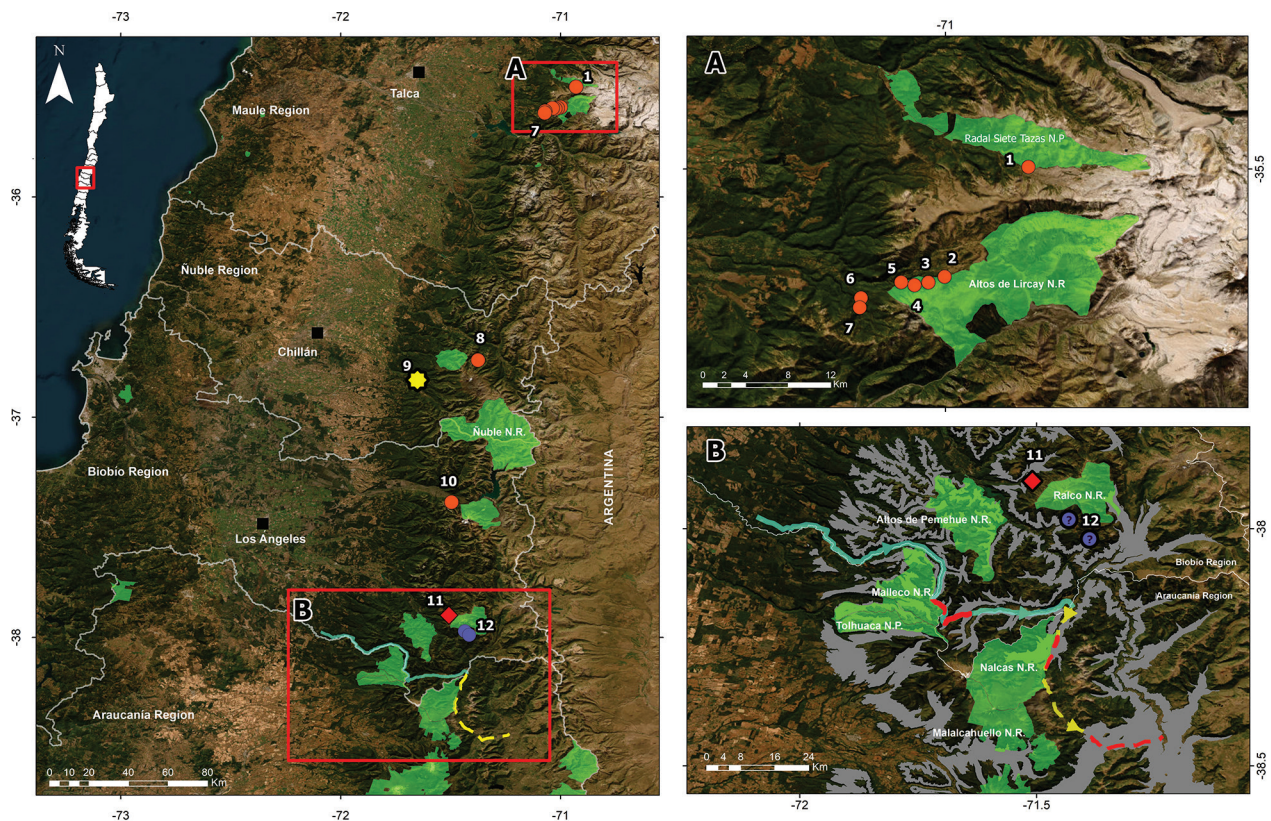 -73
-72
-71
N
A
1
Talca
Maule Region
7
-36
Ñuble Region
8
Chillán
9
-37
Ñuble N.R.
Biobío Region
10
ARGENTINA
Los Angeles
B
11
12
-38
Araucanía Region
0 10 20 40 60 80
Km
-73
-72
-71
-71
A
Radal Siete Tazas N.P.
1
-35.5
2
3
5
6
Altos de Lircay N.R
4
7
0 2 4 8 12
Km
B
11
Ralco N.R.
12
Altos de Pemehue N.R.
?
?
-38
Biobío Region
Malleco N.R.
Araucanía Region
Tolhuaca N.P.
Nalcas N.R.
Malalcahuello N.R.
0 4 8 16 24
Km
-38.5
-72
-71.5